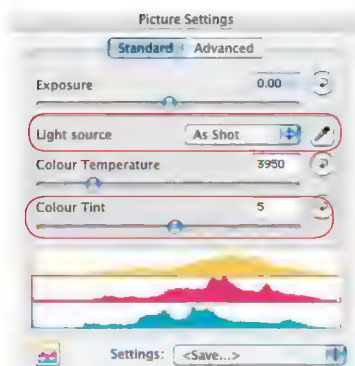 Picture Settings
Standard Advanced
Exposure 0.00
Light source As Shot
Colour Temperature 3950
Colour Tint 5
Settings: <Save...>